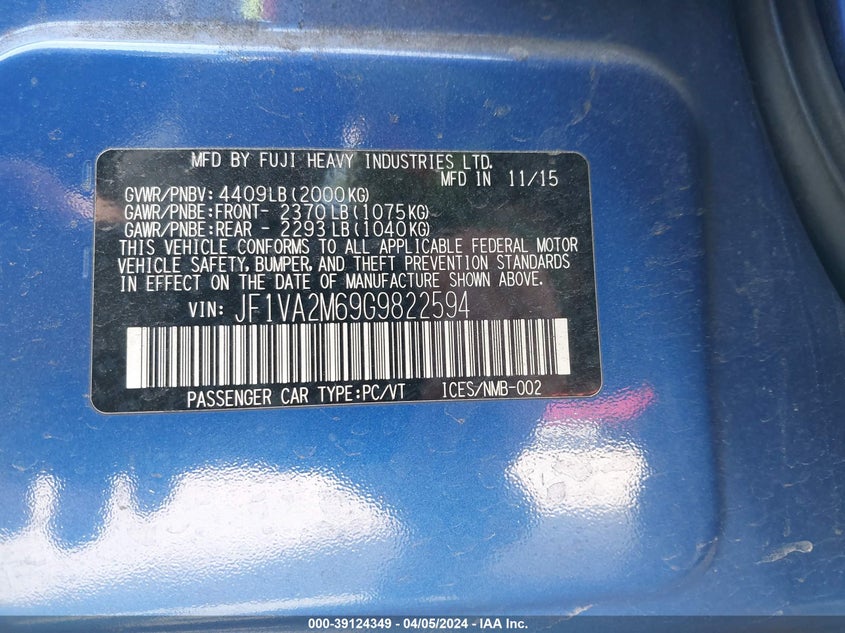 MFD BY FUJI HEAVY INDUSTRIES LTD.
MFD IN 11/15
GVWR/PNBV: 4409LB(2000KG)
GAWR/PNBE:FRONT- 2370LB(1075KG)
GAWR/PNBE:REAR - 2293LB(1040KG)
THIS VEHICLE CONFORMS TO ALL APPLICABLE FEDERAL MOTOR
VEHICLE SAFETY, BUMPER, AND THEFT PREVENTION STANDARDS
IN EFFECT ON THE DATE OF MANUFACTURE SHOWN ABOVE.
VIN: JF1VA2M69G9822594
PASSENGER CAR TYPE:PC/VT ICES/NMB-002
000-39124349 - 04/05/2024 - IAA Inc.